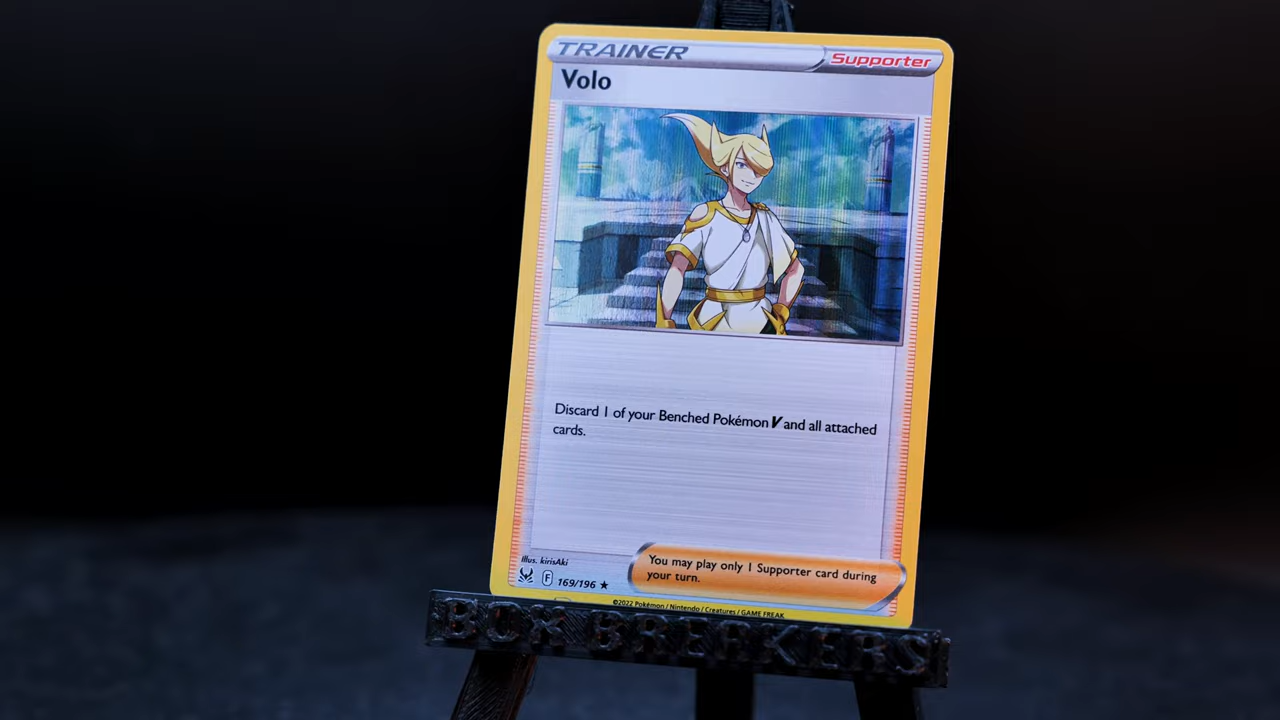 TRAINER
Supporter
Volo
Discard 1 of your Benched Pokémon V and all attached
cards.
Illus. kirisAki
F 169/196 ★
You may play only 1 Supporter card during
your turn.
©2022 Pokémon / Nintendo / Creatures / GAME FREAK
BOX BREAKERS